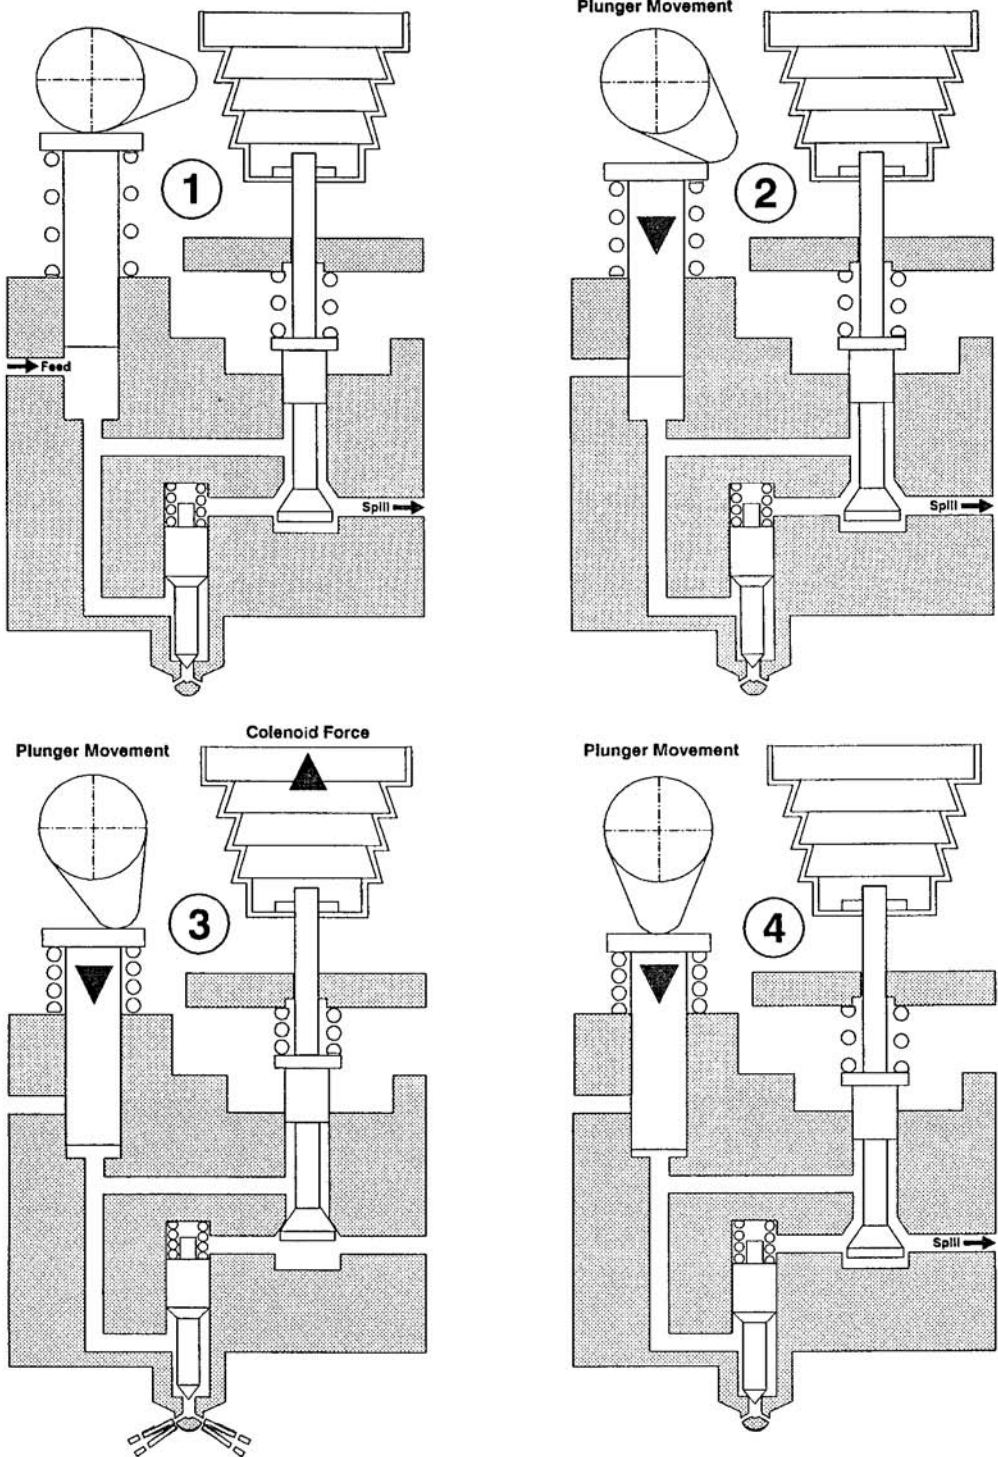 Plunger Movement
1
2
Feed
Spill
Spill
Colenoid Force
Plunger Movement
Plunger Movement
3
4
Spill